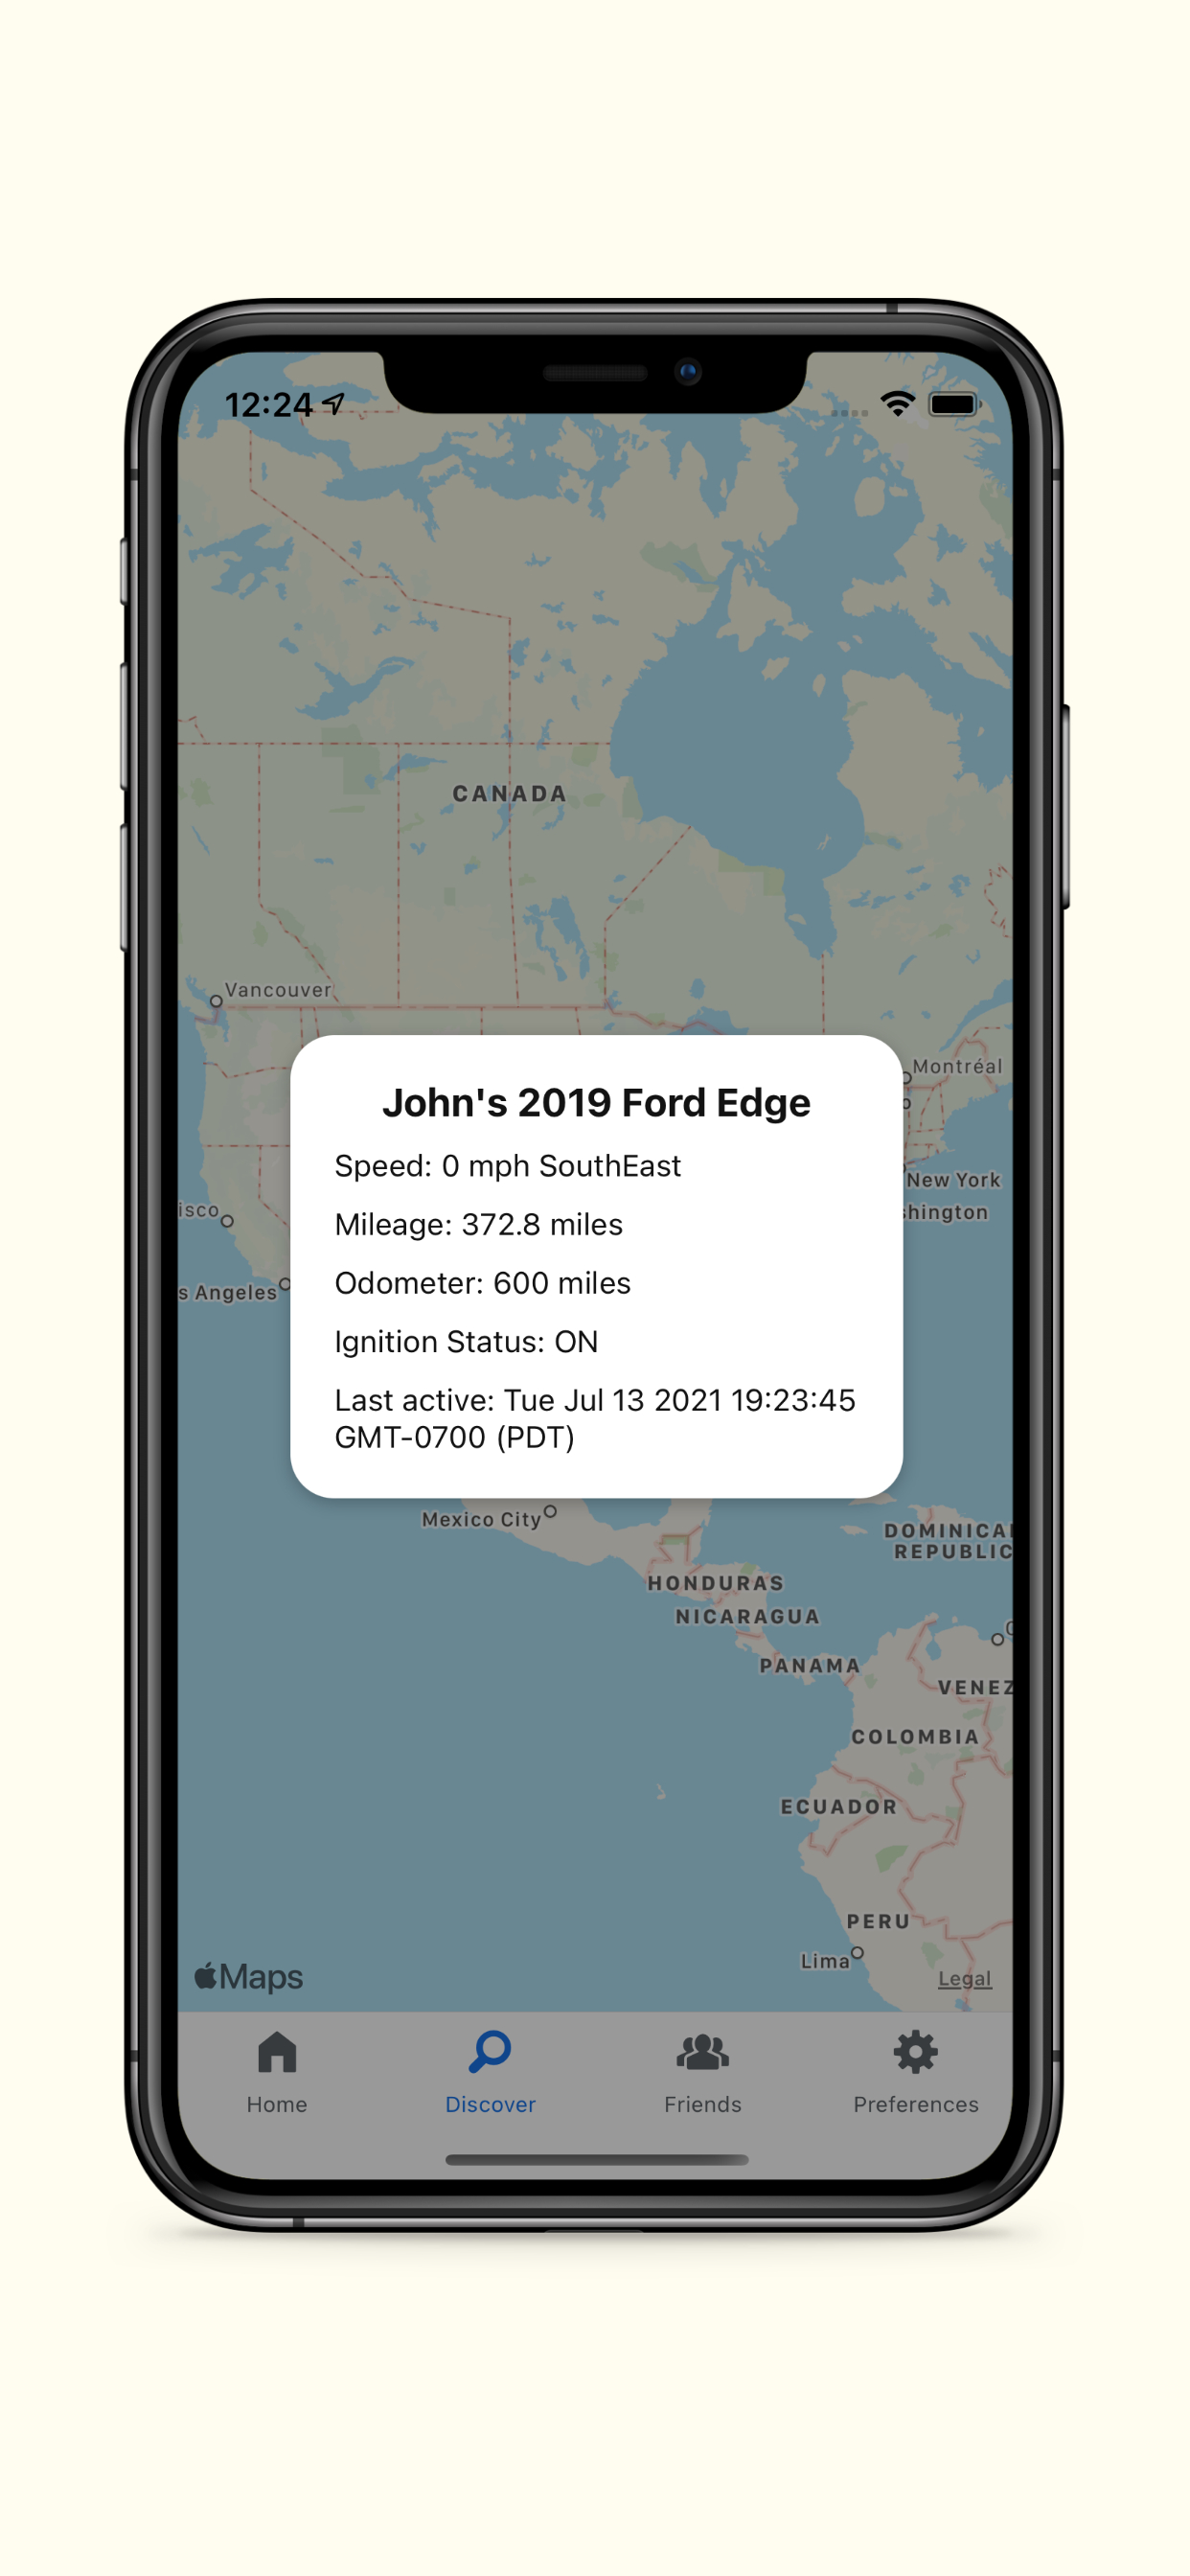 12:24
CANADA
Vancouver
Montréal
John's 2019 Ford Edge
Speed: 0 mph SouthEast
New York
Mileage: 372.8 miles
isco
shington
Odometer: 600 miles
s Angeles
Ignition Status: ON
Last active: Tue Jul 13 2021 19:23:45
GMT-0700 (PDT)
Mexico City
DOMINICA
REPUBLIC
HONDURAS
NICARAGUA
PANAMA
VENEZ
COLOMBIA
ECUADOR
PERU
Lima
Maps
Legal
Home
Discover
Friends
Preferences